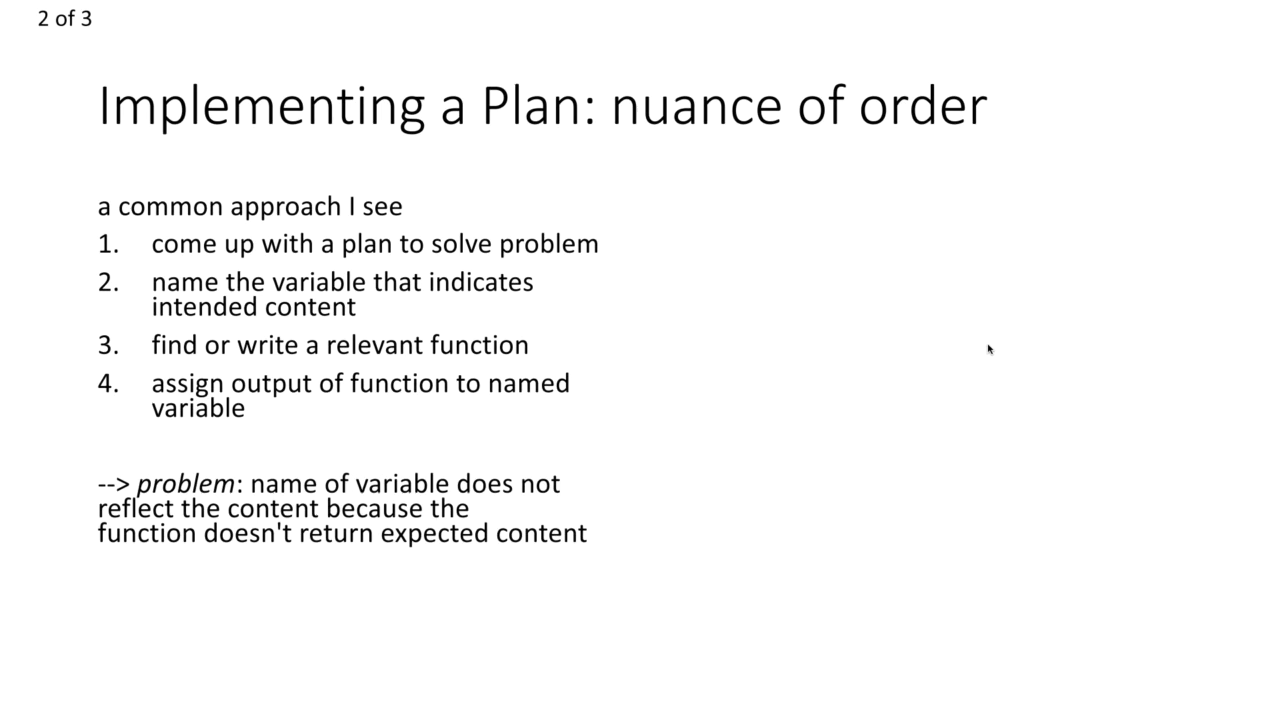 2 of 3
Implementing a Plan: nuance of order
a common approach I see
1. come up with a plan to solve problem
2. name the variable that indicates
intended content
3. find or write a relevant function
4. assign output of function to named
variable
--> problem: name of variable does not
reflect the content because the
function doesn't return expected content